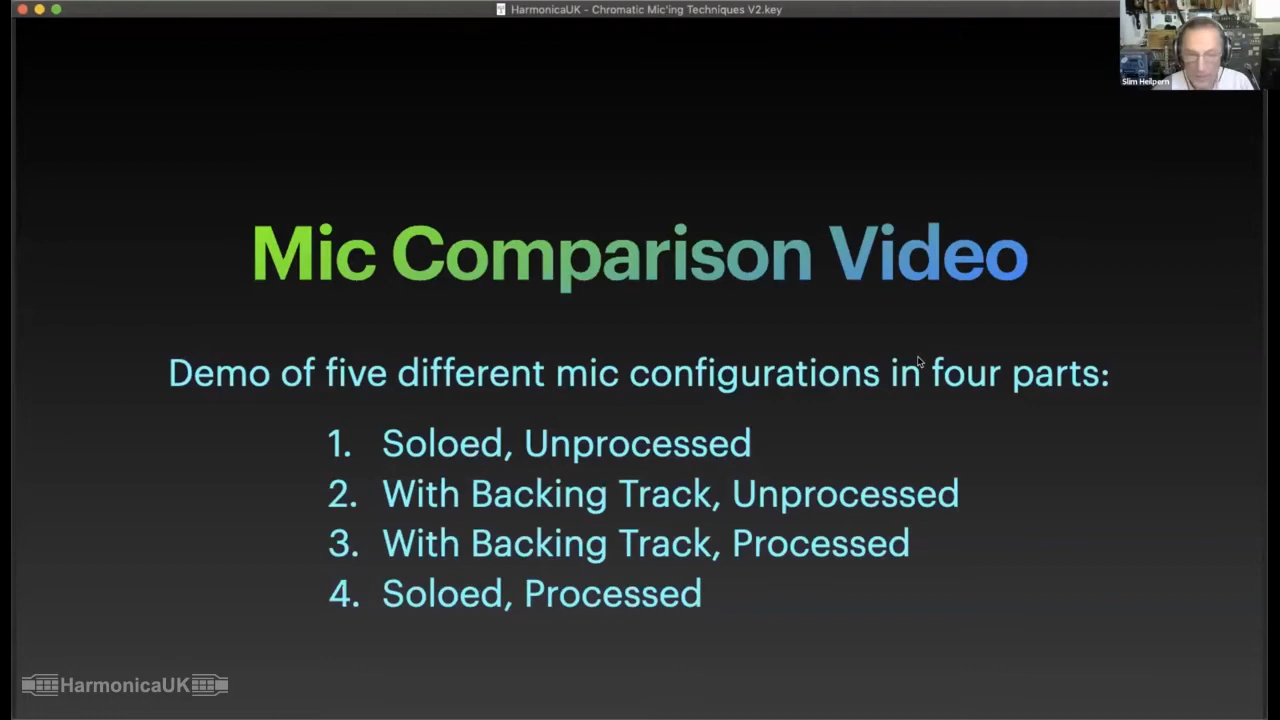 HarmonicaUK - Chromatic Mic'ing Techniques V2.key
Slim Heilpern
Mic Comparison Video
Demo of five different mic configurations in four parts:
1. Soloed, Unprocessed
2. With Backing Track, Unprocessed
3. With Backing Track, Processed
4. Soloed, Processed
HarmonicaUK